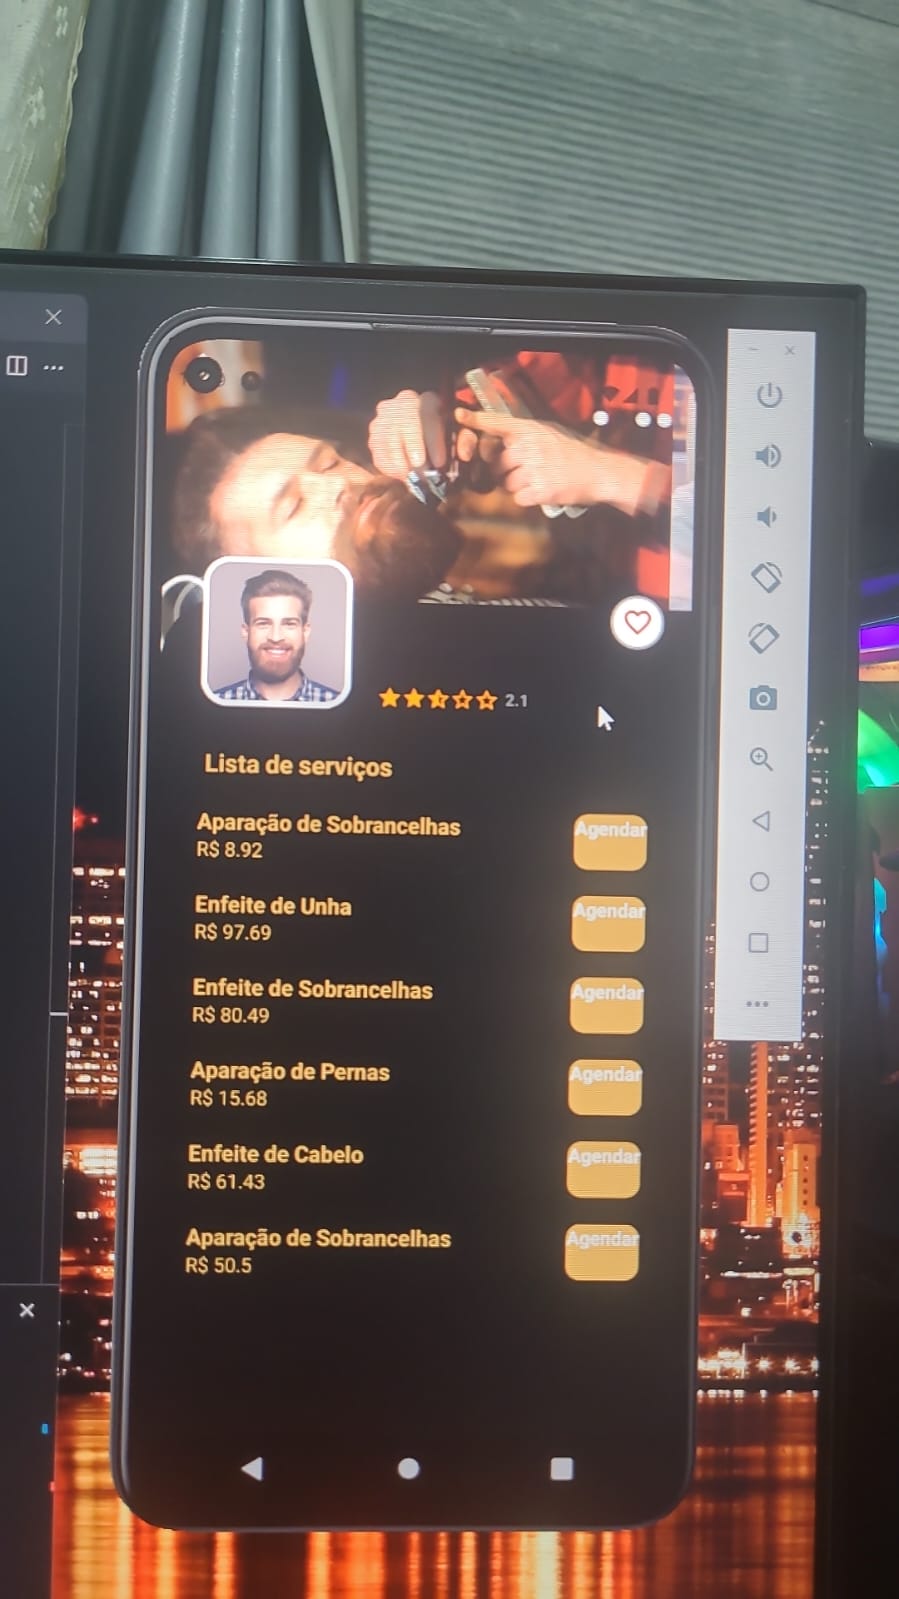 2.1
Lista de serviços
Aparação de Sobrancelhas
Agendar
R$ 8.92
Enfeite de Unha
Agendar
R$ 97.69
Enfeite de Sobrancelhas
Agendar
R$ 80.49
Aparação de Pernas
Agendar
R$ 15.68
Enfeite de Cabelo
Agendar
R$ 61.43
Aparação de Sobrancelhas
Agendar
R$ 50.5